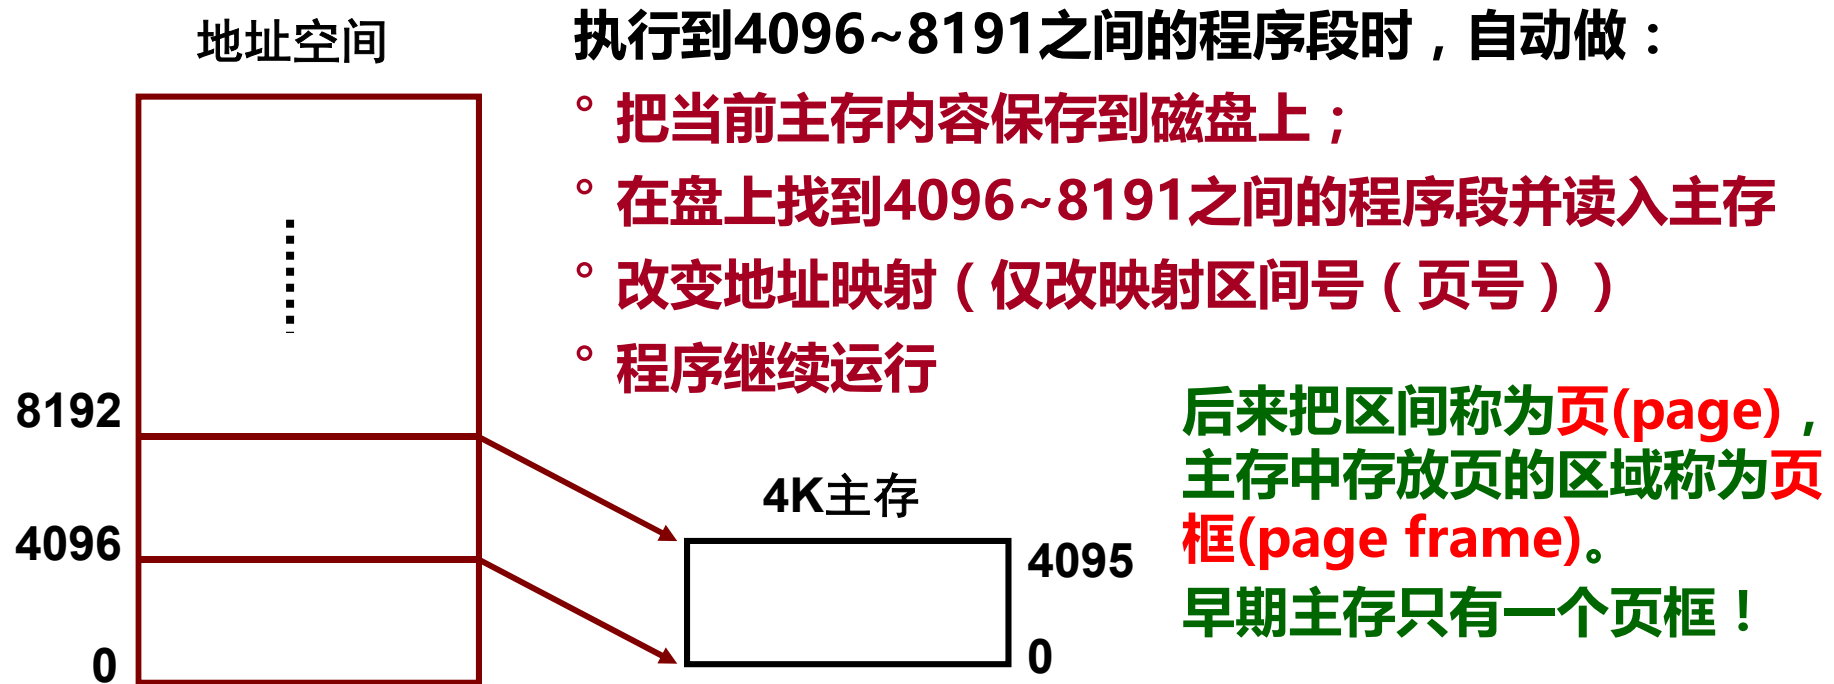 地址空间
执行到4096~8191之间的程序段时，自动做：
° 把当前主存内容保存到磁盘上；
° 在盘上找到4096~8191之间的程序段并读入主存
° 改变地址映射（仅改映射区间号（页号））
° 程序继续运行
8192
4096
0
4K主存
4095
0
后来把区间称为页(page)，
主存中存放页的区域称为页
框(page frame)。
早期主存只有一个页框！